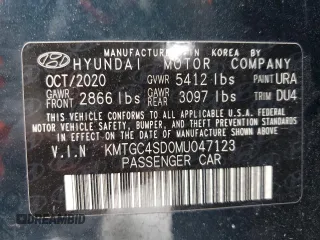 MANUFACTURED IN KOREA BY
HYUNDAI MOTOR COMPANY
OCT/2020 GVWR 5412 lbs PAINT URA
GAWR FRONT 2866 lbs GAWR REAR 3097 lbs TRIM DU4
THIS VEHICLE CONFORMS TO ALL APPLICABLE U.S.A. FEDERAL
MOTOR VEHICLE SAFETY, BUMPER, AND THEFT PREVENTION
STANDARDS IN EFFECT ON THE DATE OF MANUFACTURE SHOWN ABOVE.
V.I.N KMTGC4SD0MU047123
PASSENGER CAR
DREAMBID